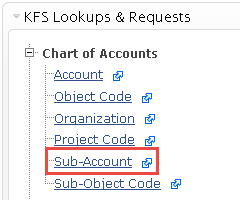 KFS Lookups & Requests
Chart of Accounts
Account
Object Code
Organization
Project Code
Sub-Account
Sub-Object Code